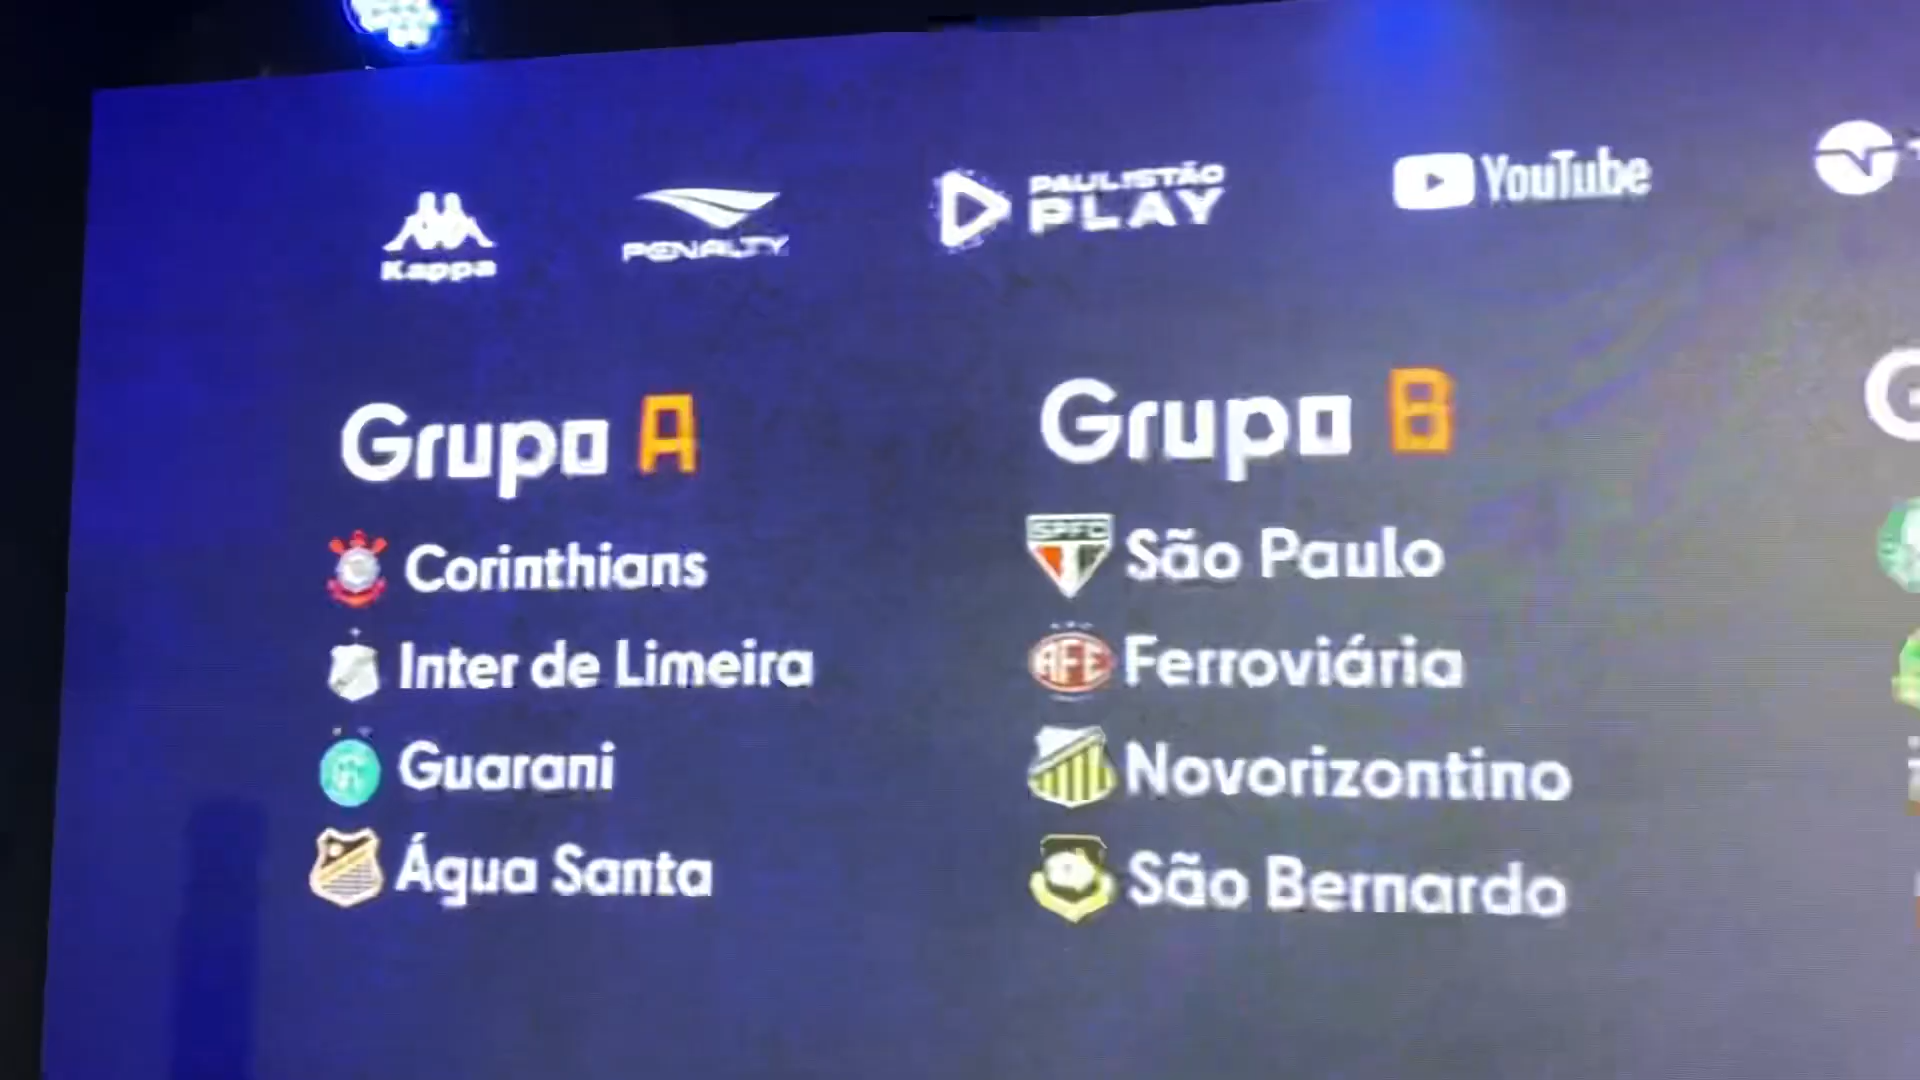 Kappa
PENALTY
PAULISTÃO
PLAY
YouTube
Grupo A
Corinthians
Inter de Limeira
Guarani
Água Santa
Grupo B
SPFC
São Paulo
AFE
Ferroviária
Novorizontino
São Bernardo
G